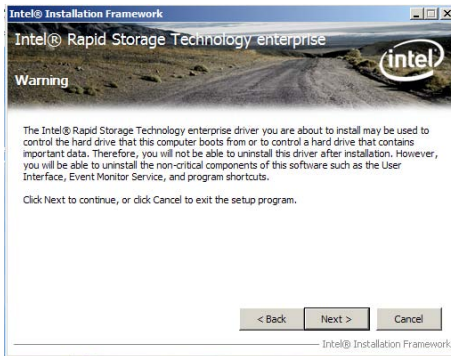 Intel® Installation Framework
Intel® Rapid Storage Technology enterprise
intel
Warning
The Intel® Rapid Storage Technology enterprise driver you are about to install may be used to
control the hard drive that this computer boots from or to control a hard drive that contains
important data. Therefore, you will not be able to uninstall this driver after installation. However,
you will be able to uninstall the non-critical components of this software such as the User
Interface, Event Monitor Service, and program shortcuts.
Click Next to continue, or click Cancel to exit the setup program.
< Back Next > Cancel
Intel® Installation Framework